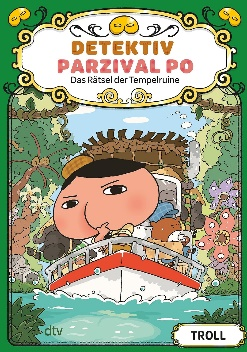 DETEKTIV
PARZIVAL PO
Das Rätsel der Tempelruine
dtv
TROLL